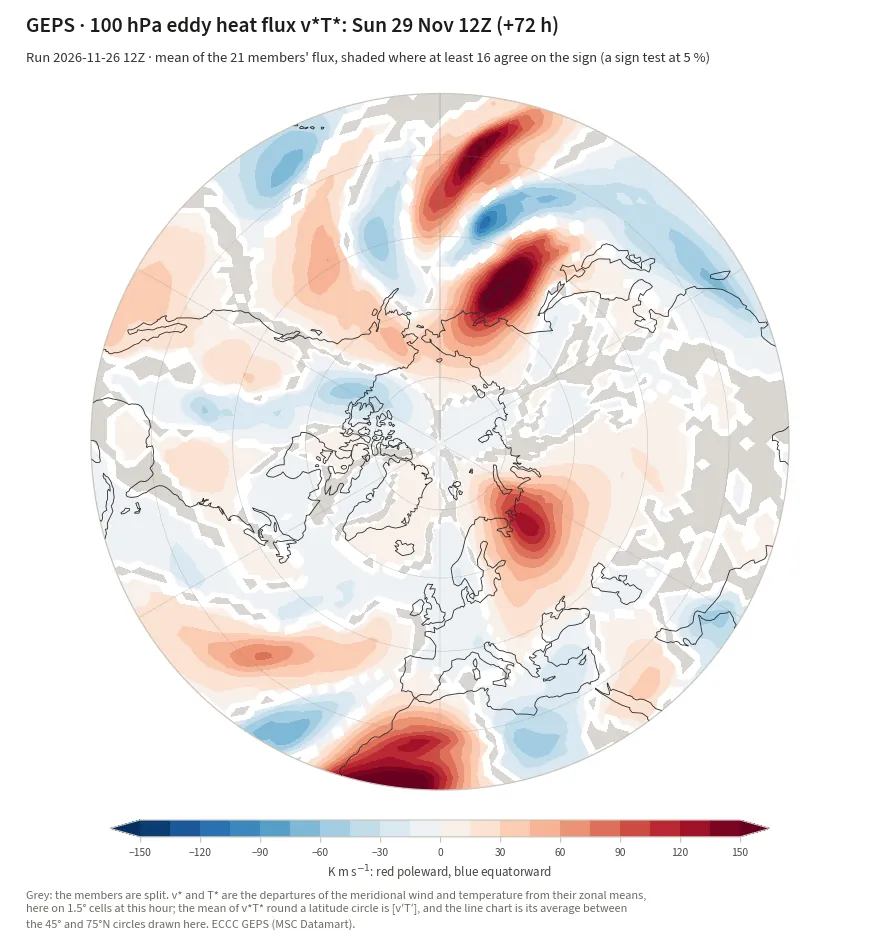 GEPS · 100 hPa eddy heat flux v*T*: Sun 29 Nov 12Z (+72 h)
Run 2026-11-26 12Z · mean of the 21 members' flux, shaded where at least 16 agree on the sign (a sign test at 5 %)
−150 −120 −90 −60 −30 0 30 60 90 120 150
K m s⁻¹: red poleward, blue equatorward
Grey: the members are split. v* and T* are the departures of the meridional wind and temperature from their zonal means,
here on 1.5° cells at this hour; the mean of v*T* round a latitude circle is [v′T′], and the line chart is its average between
the 45° and 75°N circles drawn here. ECCC GEPS (MSC Datamart).